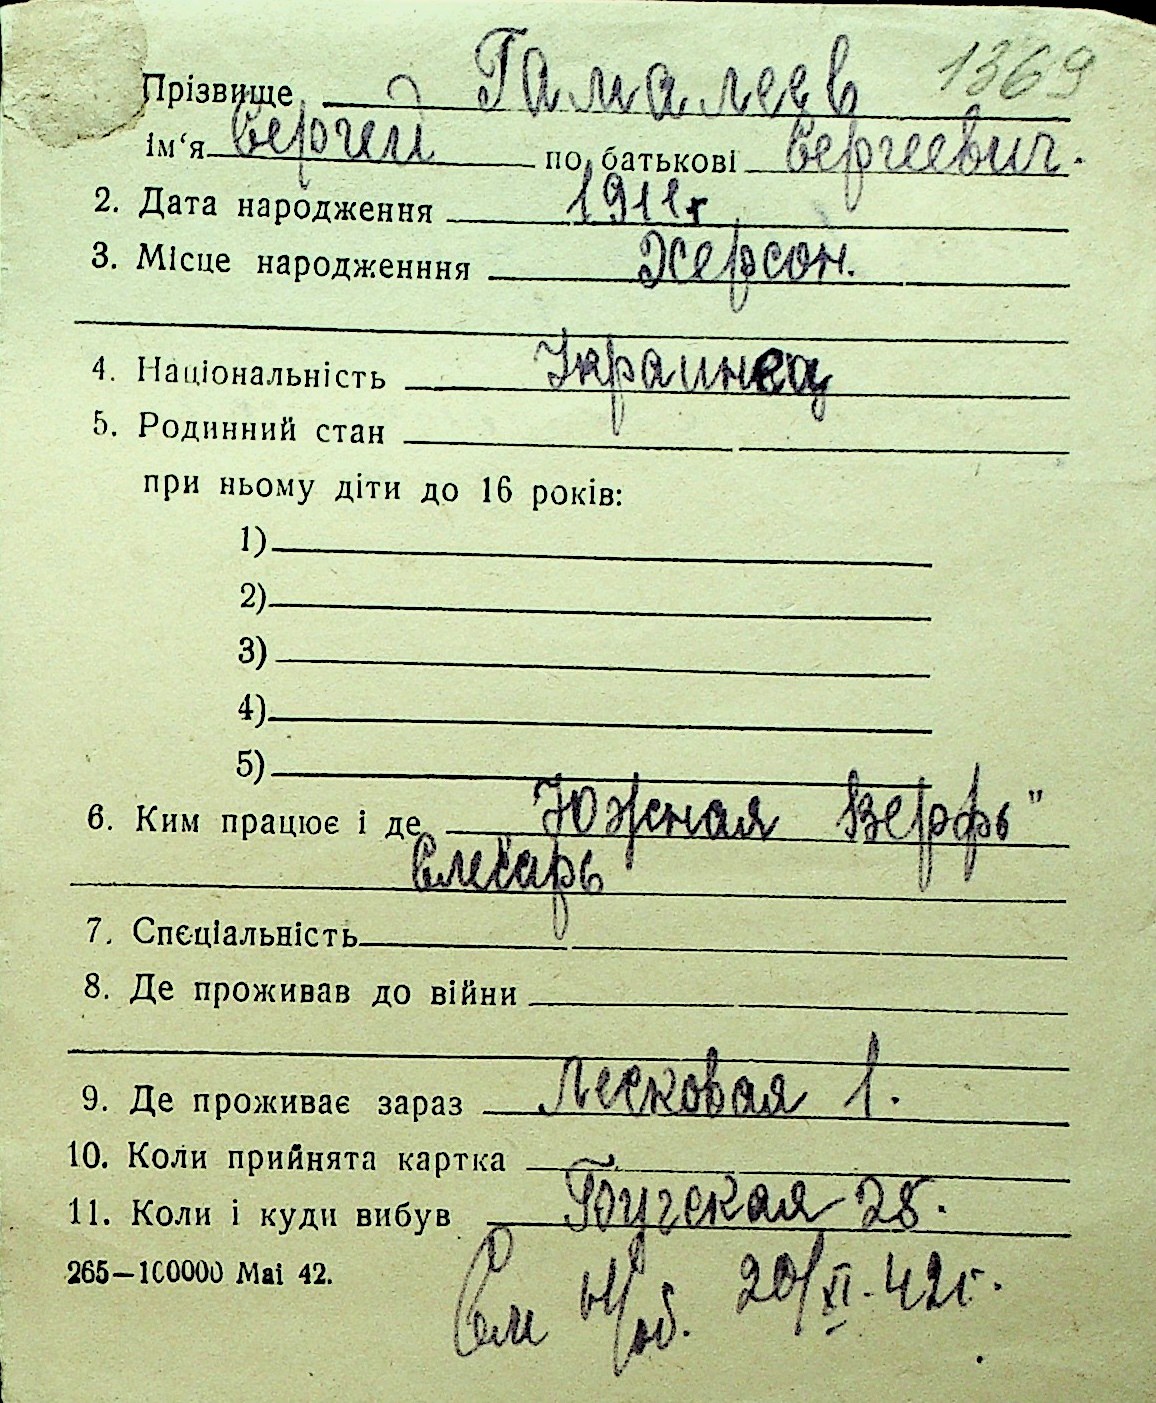 1369
Прізвище Гамалеев
ім‘я Сергей по батькові Сергеевич.
2. Дата народження 1911г
3. Місце народженння Херсон.
4. Національність Украинец
5. Родинний стан
при ньому діти до 16 років:
1)
2)
3)
4)
5)
6. Ким працює і де Южная Верфь"
Слесарь
7. Спеціальність
8. Де проживав до війни
9. Де проживає зараз Лесковая 1.
10. Коли прийнята картка
11. Коли і куди вибув Бугская 28.
265—100000 Mai 42.
См н/об. 20/XI-42г.